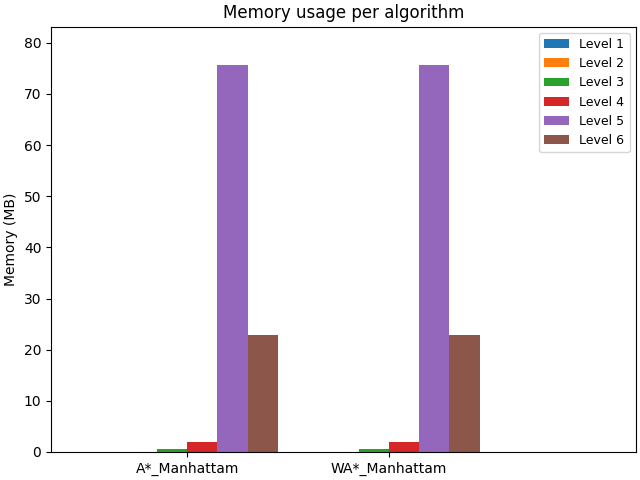 Memory usage per algorithm
Level 1
Level 2
Level 3
Level 4
Level 5
Level 6
Memory (MB)
80
70
60
50
40
30
20
10
0
A*_Manhattam
WA*_Manhattam